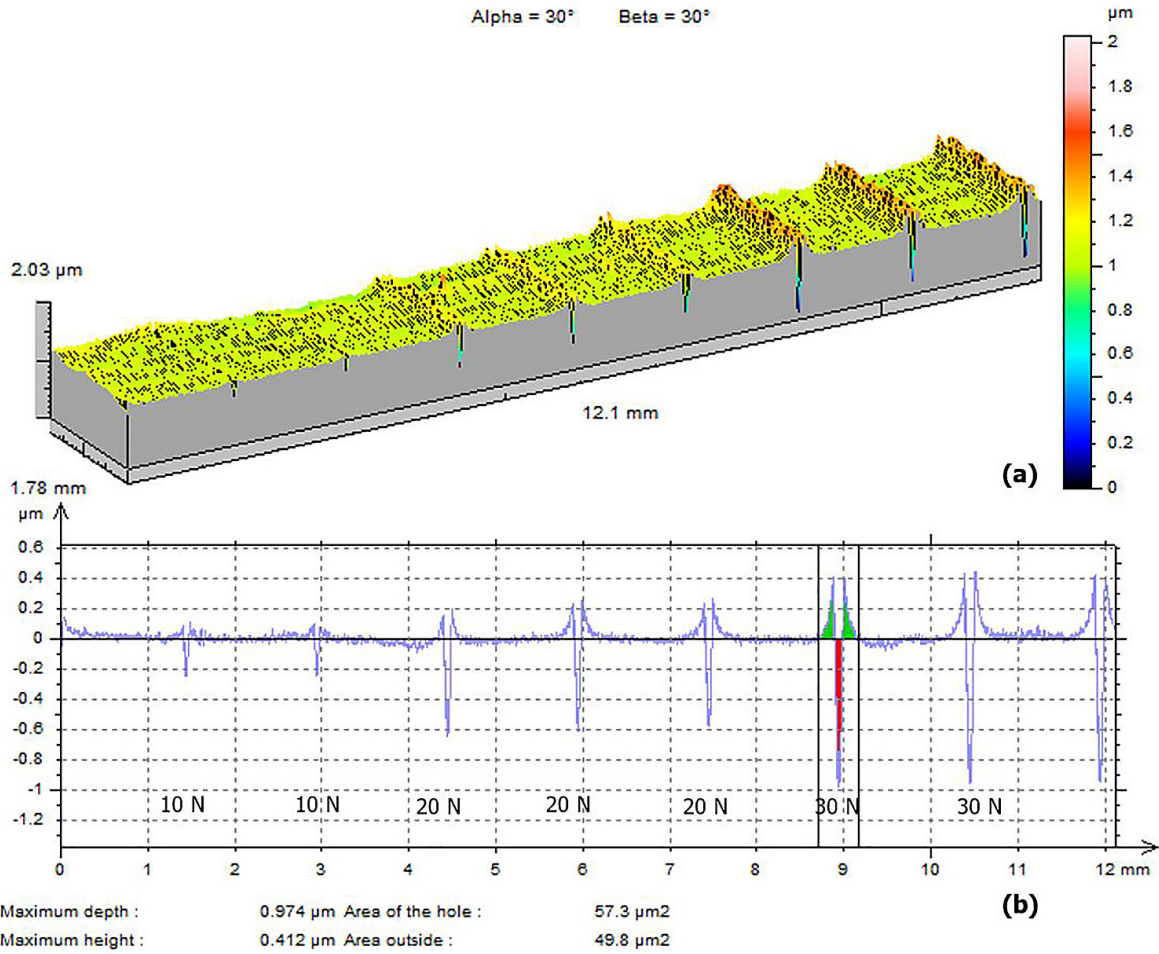 Alpha = 30° Beta = 30°
µm
2
1.8
1.6
1.4
1.2
1
0.8
0.6
0.4
0.2
0
2.03 µm
12.1 mm
1.78 mm
(a)
µm
0.6
0.4
0.2
0
-0.2
-0.4
-0.6
-0.8
-1
-1.2
10 N 10 N 20 N 20 N 20 N 30 N 30 N
0 1 2 3 4 5 6 7 8 9 10 11 12 mm
(b)
Maximum depth : 0.974 µm Area of the hole : 57.3 µm2
Maximum height : 0.412 µm Area outside : 49.8 µm2